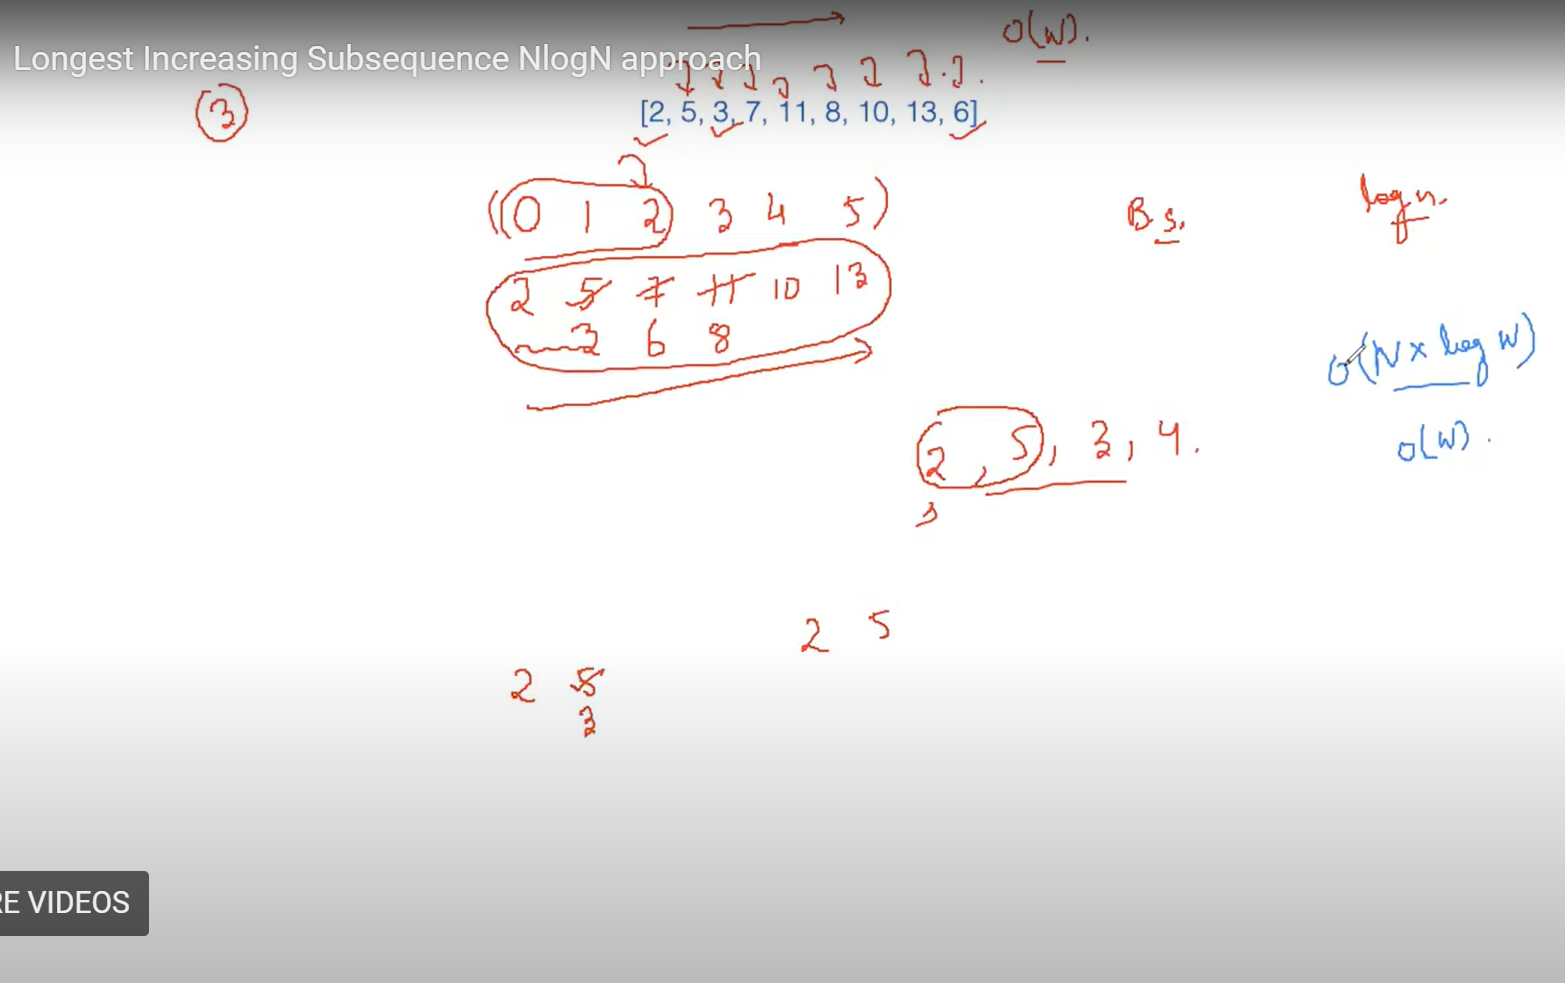 O(N).
Longest Increasing Subsequence NlogN approach
3
[2, 5, 3, 7, 11, 8, 10, 13, 6]
0 1 2 3 4 5
B s.
log n.
2 5 7 11 10 13
3 6 8
O(N x log N)
O(N).
2, 5, 3, 4.
2 5
2 5
3
RE VIDEOS